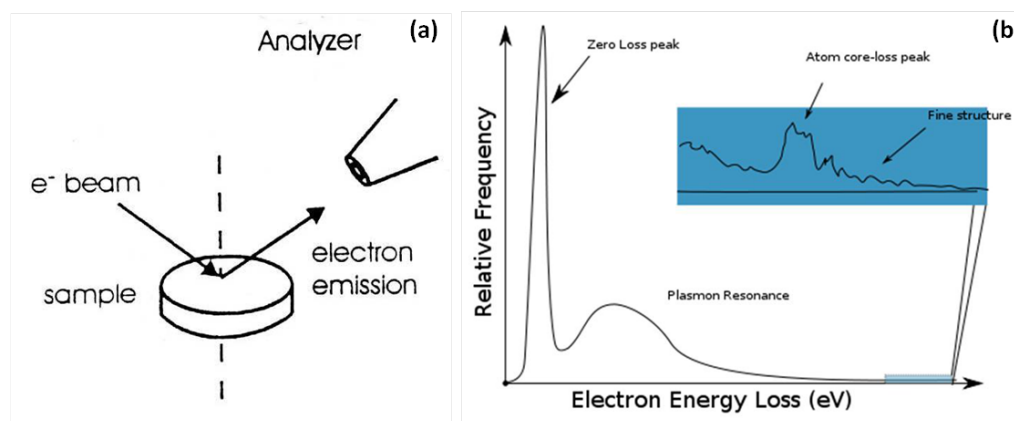 (a)
Analyzer
e⁻ beam
sample
electron
emission
(b
Zero Loss peak
Atom core-loss peak
Fine structure
Plasmon Resonance
Relative Frequency
Electron Energy Loss (eV)